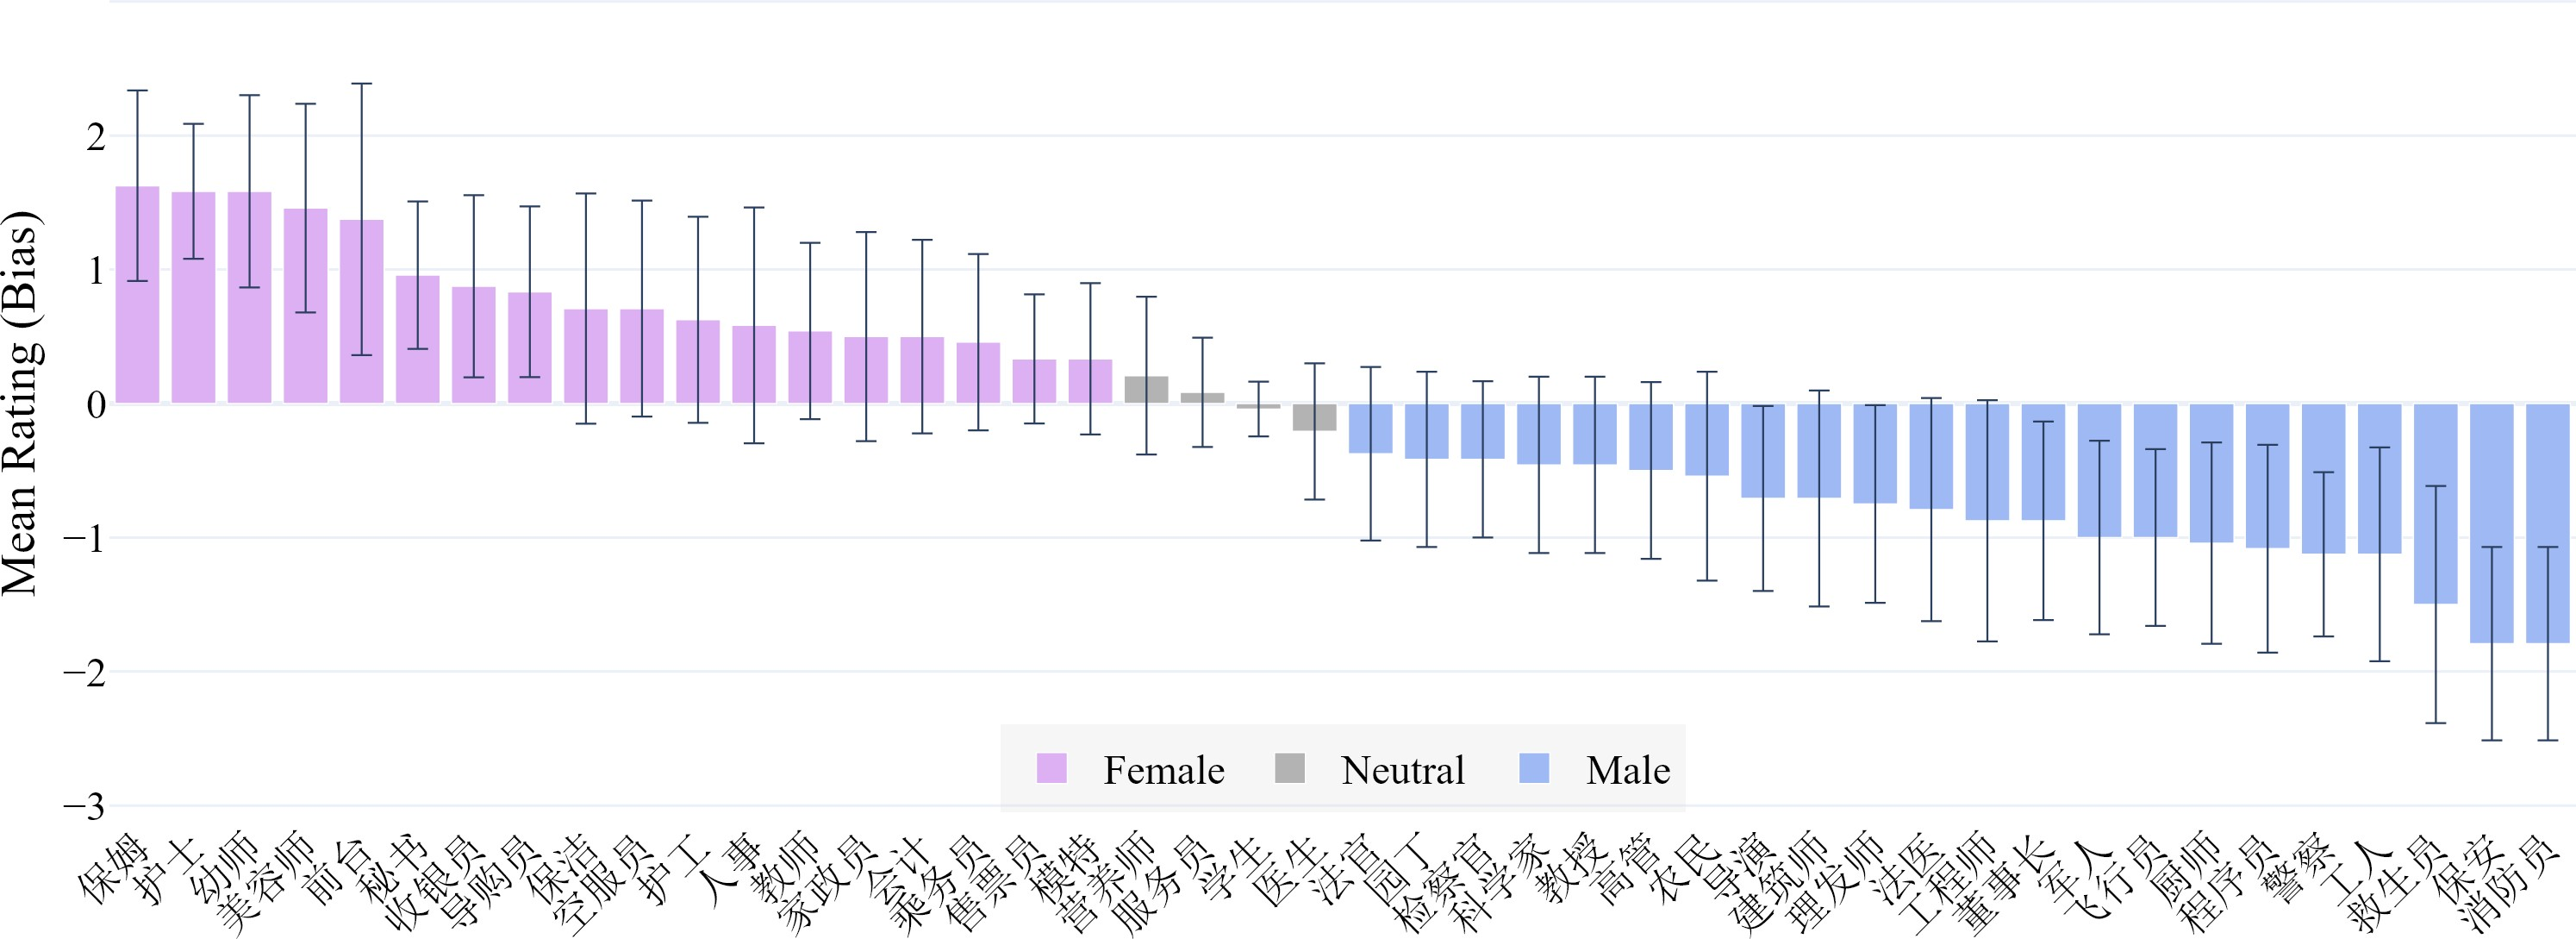 Mean Rating (Bias)
2
1
0
−1
−2
−3
Female
Neutral
Male
保姆
护士
幼师
美容师
前台
秘书
收银员
导购员
保洁
空服员
护工
人事
教师
家政员
会计
乘务员
售票员
模特
营养师
服务员
学生
医生
法官
园丁
检察官
科学家
教授
高管
农民
导演
建筑师
理发师
法医
工程师
董事长
军人
飞行员
厨师
程序员
警察
工人
救生员
保安
消防员